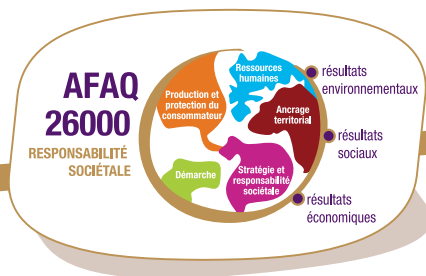 AFAQ
26000
RESPONSABILITÉ
SOCIÉTALE
Ressources
humaines
Production et
protection du
consommateur
Ancrage
territorial
Démarche
Stratégie et
responsabilité
sociétale
résultats
environnementaux
résultats
sociaux
résultats
économiques